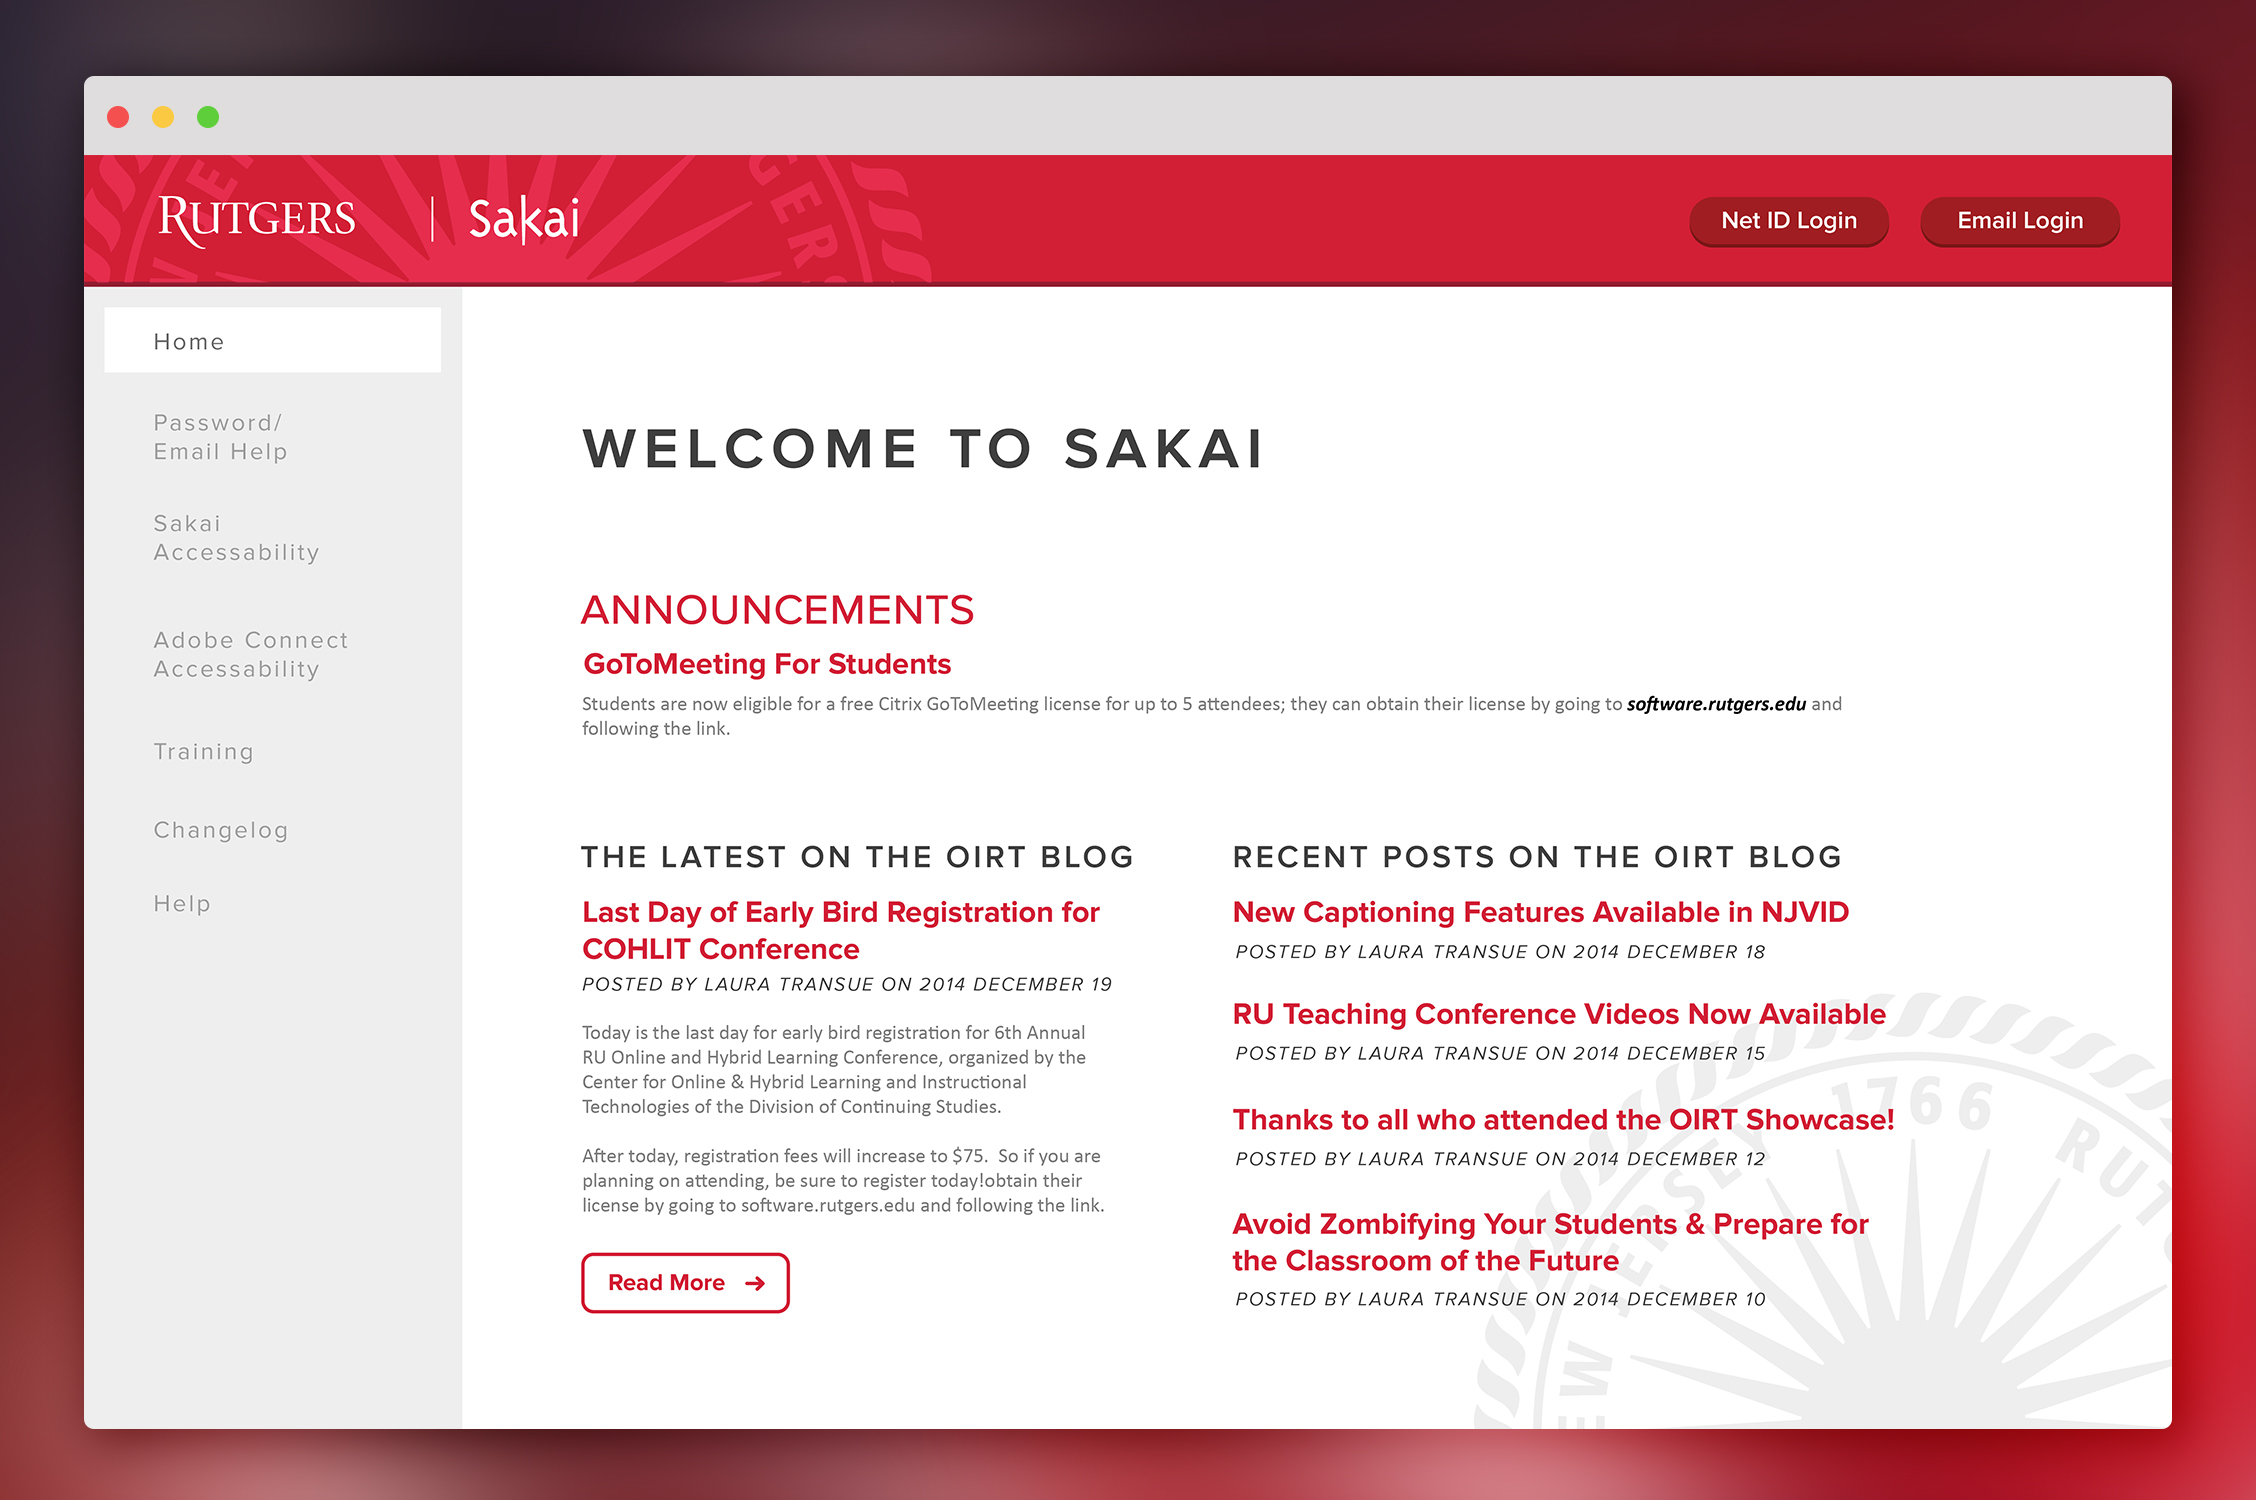 RUTGERS | Sakai
Net ID Login
Email Login
Home
Password/
Email Help
Sakai
Accessability
Adobe Connect
Accessability
Training
Changelog
Help
WELCOME TO SAKAI
ANNOUNCEMENTS
GoToMeeting For Students
Students are now eligible for a free Citrix GoToMeeting license for up to 5 attendees; they can obtain their license by going to software.rutgers.edu and
following the link.
THE LATEST ON THE OIRT BLOG
Last Day of Early Bird Registration for
COHLIT Conference
POSTED BY LAURA TRANSUE ON 2014 DECEMBER 19
Today is the last day for early bird registration for 6th Annual
RU Online and Hybrid Learning Conference, organized by the
Center for Online & Hybrid Learning and Instructional
Technologies of the Division of Continuing Studies.
After today, registration fees will increase to $75.  So if you are
planning on attending, be sure to register today!obtain their
license by going to software.rutgers.edu and following the link.
Read More →
RECENT POSTS ON THE OIRT BLOG
New Captioning Features Available in NJVID
POSTED BY LAURA TRANSUE ON 2014 DECEMBER 18
RU Teaching Conference Videos Now Available
POSTED BY LAURA TRANSUE ON 2014 DECEMBER 15
Thanks to all who attended the OIRT Showcase!
POSTED BY LAURA TRANSUE ON 2014 DECEMBER 12
Avoid Zombifying Your Students & Prepare for
the Classroom of the Future
POSTED BY LAURA TRANSUE ON 2014 DECEMBER 10
EW JERSEY 1766 RUT